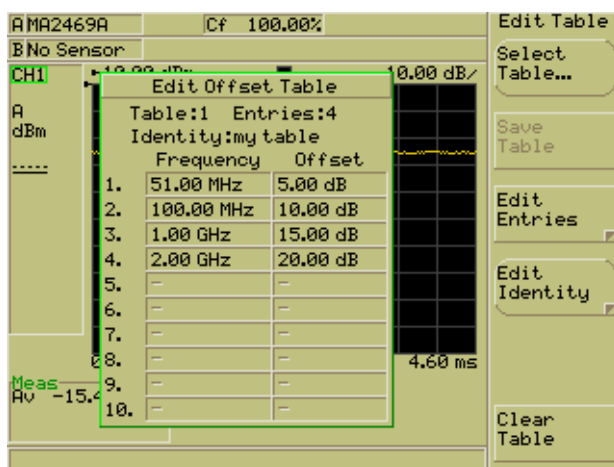 A MA2469A Cf 100.00%
B No Sensor
CH1 10.00 dB/
A
dBm
-----
Edit Offset Table
Table:1 Entries:4
Identity:my table
Frequency Offset
1. 51.00 MHz 5.00 dB
2. 100.00 MHz 10.00 dB
3. 1.00 GHz 15.00 dB
4. 2.00 GHz 20.00 dB
5. – –
6. – –
7. – –
8. – –
9. – –
10. – –
4.60 ms
Meas
Av -15.4
Edit Table
Select
Table...
Save
Table
Edit
Entries
Edit
Identity
Clear
Table